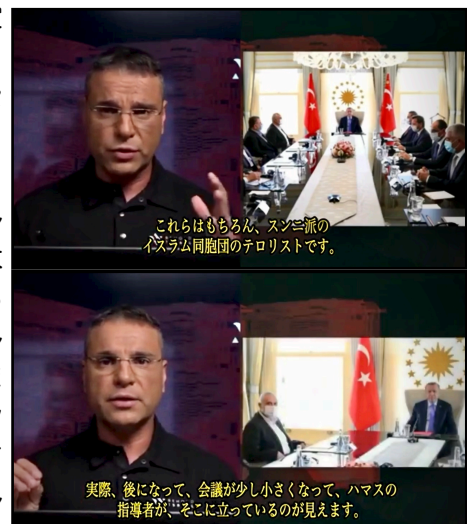 これらはもちろん、スンニ派の
イスラム同胞団のテロリストです。
実際、後になって、会議が少し小さくなって、ハマスの
指導者が、そこに立っているのが見えます。